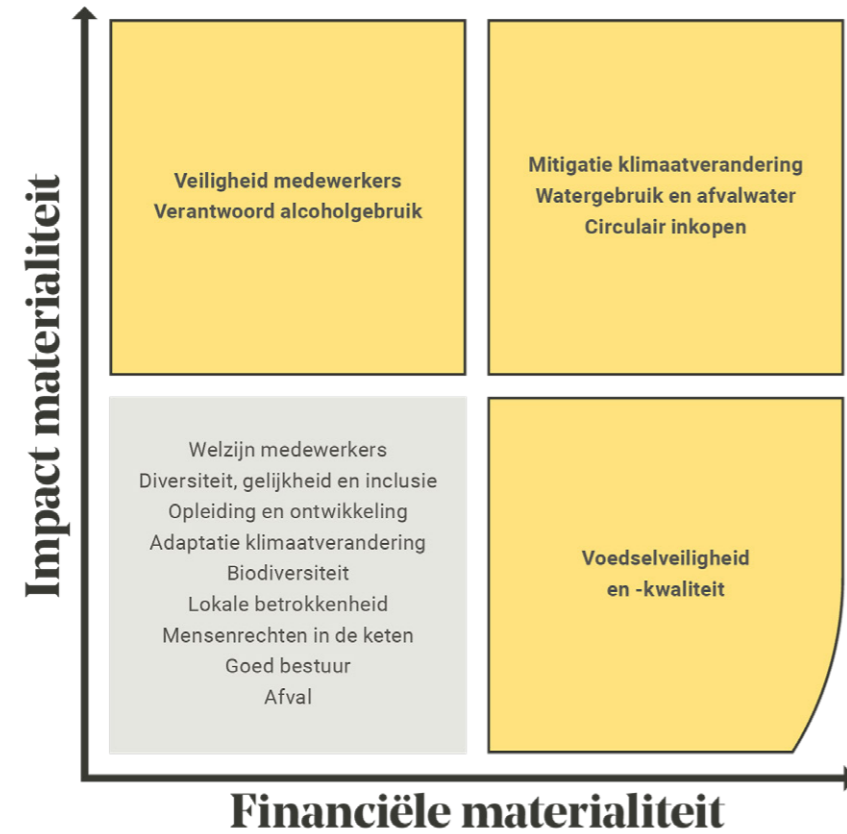 Impact materialiteit
Veiligheid medewerkers
Verantwoord alcoholgebruik
Mitigatie klimaatverandering
Watergebruik en afvalwater
Circulair inkopen
Welzijn medewerkers
Diversiteit, gelijkheid en inclusie
Opleiding en ontwikkeling
Adaptatie klimaatverandering
Biodiversiteit
Lokale betrokkenheid
Mensenrechten in de keten
Goed bestuur
Afval
Voedselveiligheid
en -kwaliteit
Financiële materialiteit